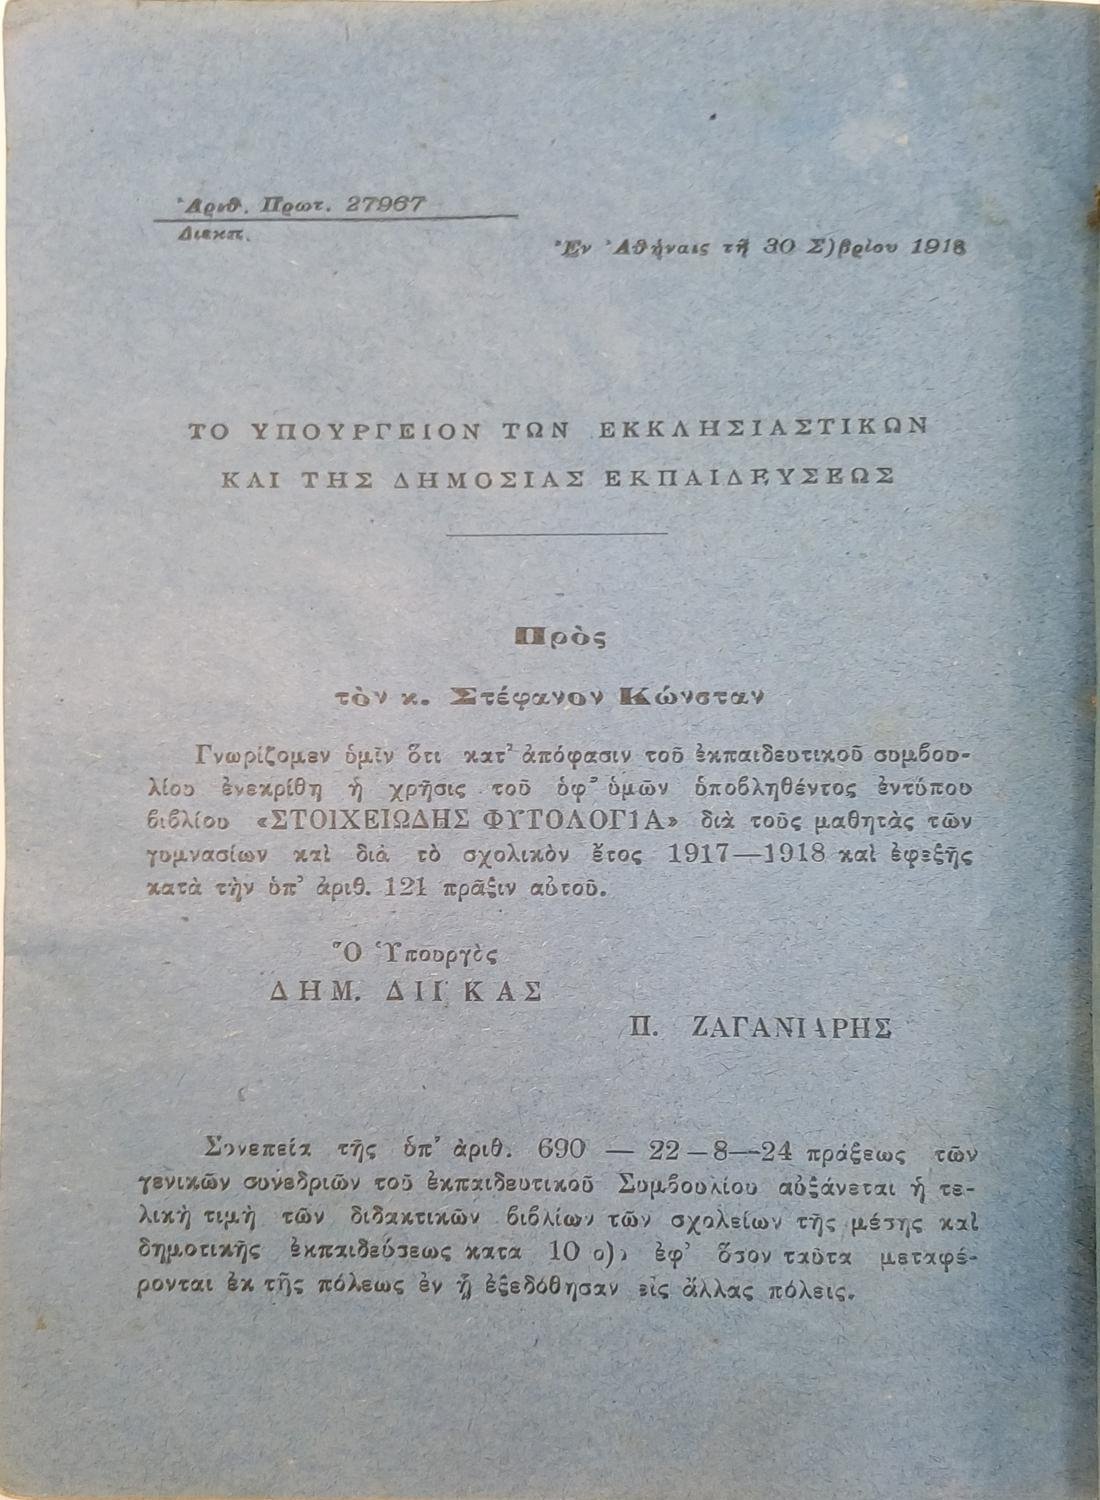 Ἀριθ. Πρωτ. 27967
Διεκπ.
Ἐν Ἀθήναις τῇ 30 Σ)βρίου 1918
ΤΟ ΥΠΟΥΡΓΕΙΟΝ ΤΩΝ ΕΚΚΛΗΣΙΑΣΤΙΚΩΝ
ΚΑΙ ΤΗΣ ΔΗΜΟΣΙΑΣ ΕΚΠΑΙΔΕΥΣΕΩΣ
Πρὸς
τὸν κ. Στέφανον Κώνσταν
Γνωρίζομεν ὑμῖν ὅτι κατ' ἀπόφασιν τοῦ ἐκπαιδευτικοῦ συμβου-
λίου ἐνεκρίθη ἡ χρῆσις τοῦ ὑφ' ὑμῶν ὑποβληθέντος ἐντύπου
βιβλίου «ΣΤΟΙΧΕΙΩΔΗΣ ΦΥΤΟΛΟΓΙΑ» διὰ τοὺς μαθητὰς τῶν
γυμνασίων καὶ διὰ τὸ σχολικὸν ἔτος 1917—1918 καὶ ἐφεξῆς
κατὰ τὴν ὑπ' ἀριθ. 121 πρᾶξιν αὐτοῦ.
Ὁ Ὑπουργὸς
ΔΗΜ. ΔΙΓΚΑΣ
Π. ΖΑΓΑΝΙΑΡΗΣ
Συνεπείᾳ τῆς ὑπ' ἀριθ. 690 — 22—8—24 πράξεως τῶν
γενικῶν συνεδριῶν τοῦ ἐκπαιδευτικοῦ Συμβουλίου αὐξάνεται ἡ τε-
λικὴ τιμὴ τῶν διδακτικῶν βιβλίων τῶν σχολείων τῆς μέσης καὶ
δημοτικῆς ἐκπαιδεύσεως κατα 10 ο)ο ἐφ' ὅσον ταῦτα μεταφέ-
ρονται ἐκ τῆς πόλεως ἐν ᾗ ἐξεδόθησαν εἰς ἄλλας πόλεις.